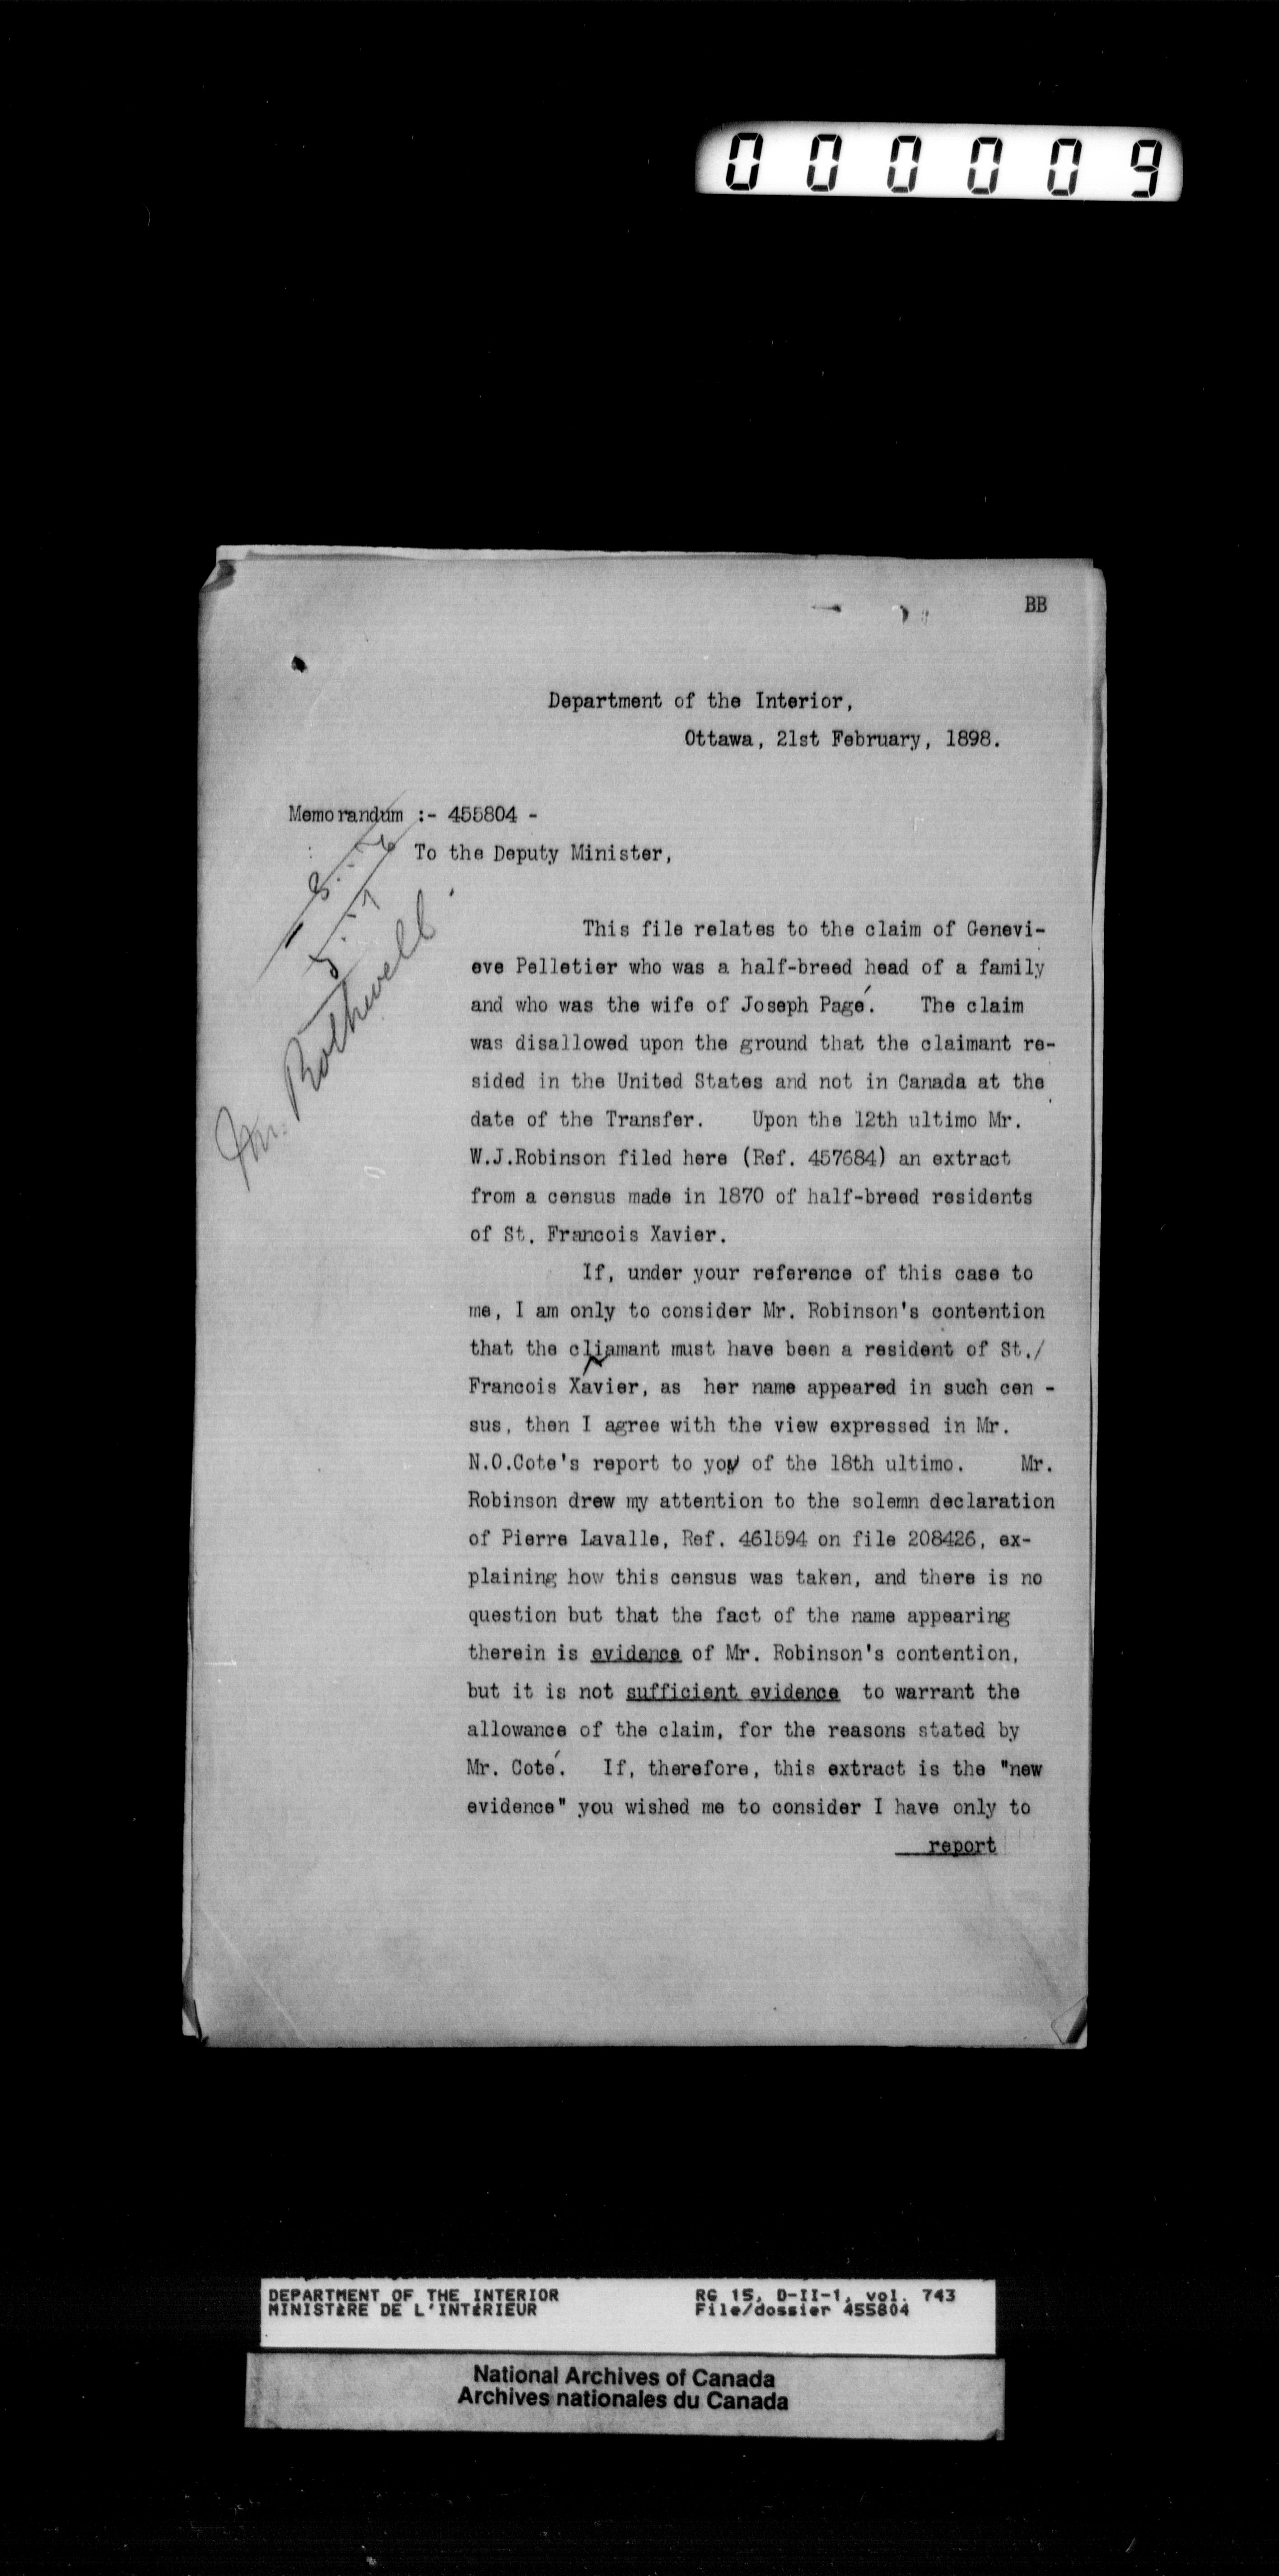 000009
BB
Department of the Interior,
Ottawa, 21st February, 1898.
Memorandum :- 455804 -
To the Deputy Minister,
Mr. Rothwell
This file relates to the claim of Genevi-
eve Pelletier who was a half-breed head of a family
and who was the wife of Joseph Pagé. The claim
was disallowed upon the ground that the claimant re-
sided in the United States and not in Canada at the
date of the Transfer. Upon the 12th ultimo Mr.
W.J.Robinson filed here (Ref. 457684) an extract
from a census made in 1870 of half-breed residents
of St. Francois Xavier.
If, under your reference of this case to
me, I am only to consider Mr. Robinson's contention
that the cliamant must have been a resident of St./
Francois Xavier, as her name appeared in such cen -
sus, then I agree with the view expressed in Mr.
N.O.Cote's report to you of the 18th ultimo. Mr.
Robinson drew my attention to the solemn declaration
of Pierre Lavalle, Ref. 461594 on file 208426, ex-
plaining how this census was taken, and there is no
question but that the fact of the name appearing
therein is evidence of Mr. Robinson's contention,
but it is not sufficient evidence to warrant the
allowance of the claim, for the reasons stated by
Mr. Coté. If, therefore, this extract is the "new
evidence" you wished me to consider I have only to
report
DEPARTMENT OF THE INTERIOR RG 15, D-II-1, vol. 743
MINISTÈRE DE L'INTÉRIEUR File/dossier 455804
National Archives of Canada
Archives nationales du Canada